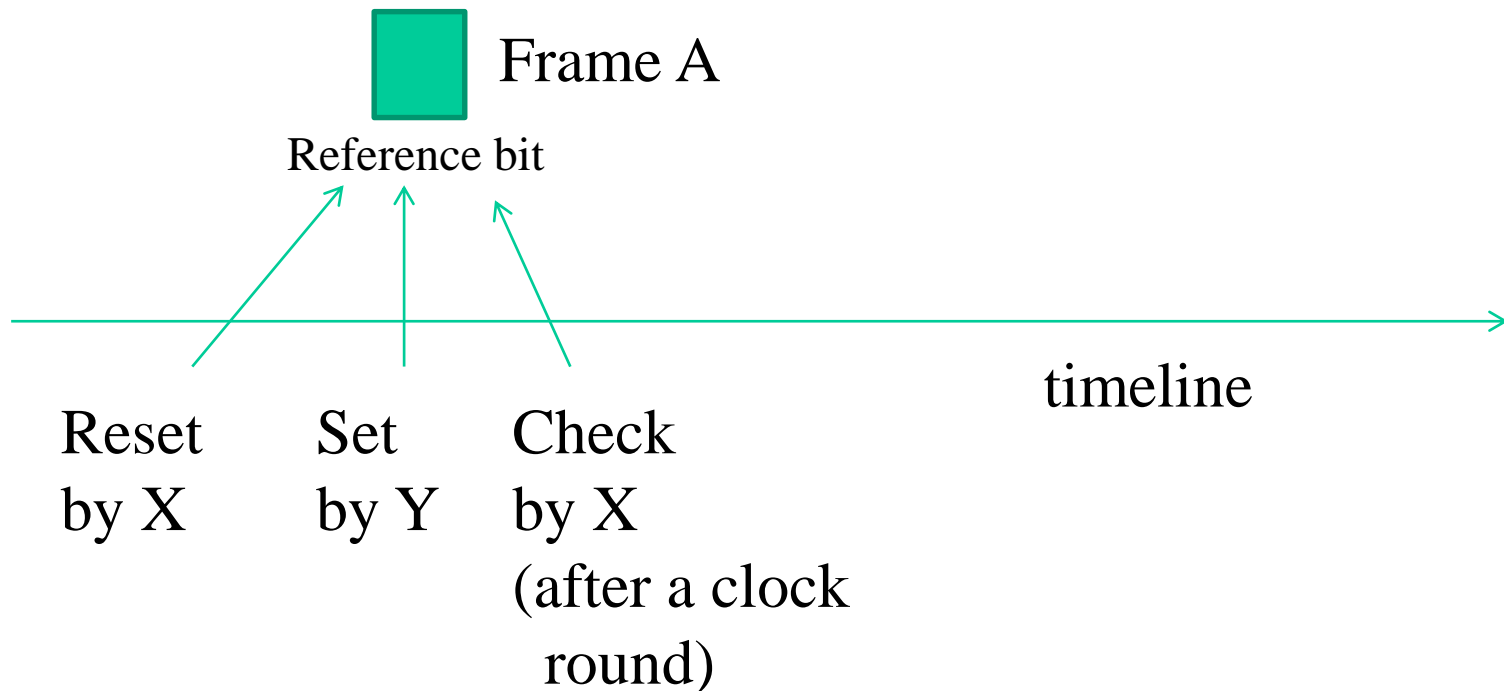 Frame A
Reference bit
timeline
Reset
by X
Set
by Y
Check
by X
(after a clock
round)